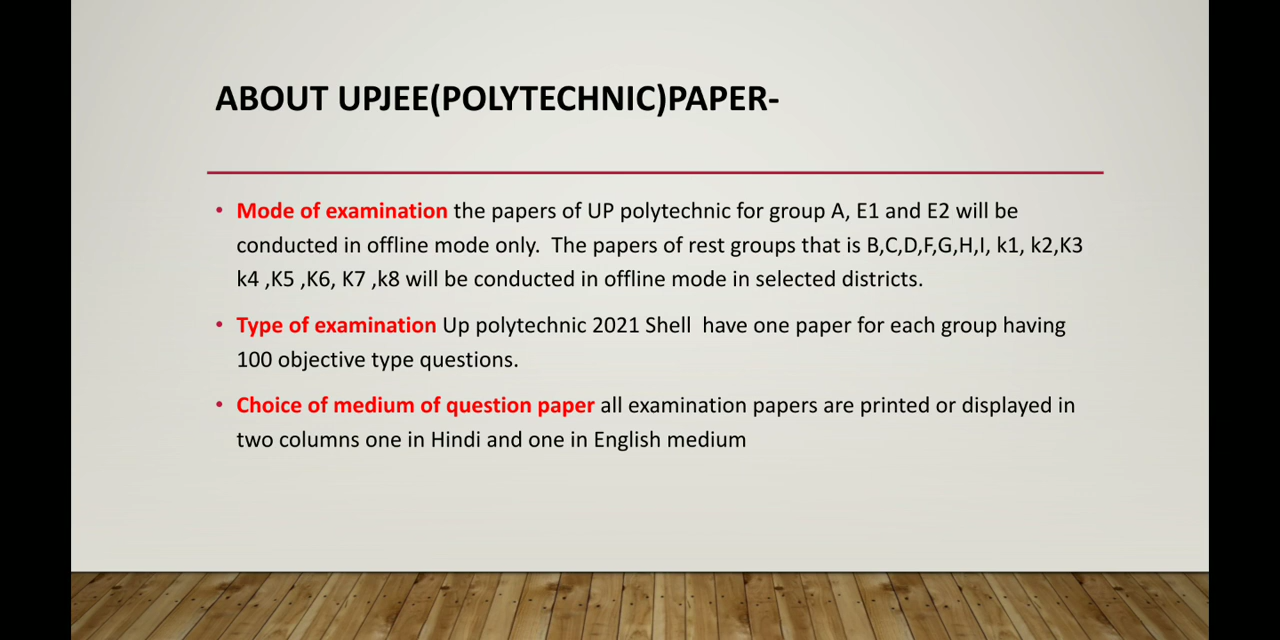 ABOUT UPJEE(POLYTECHNIC)PAPER-
• Mode of examination the papers of UP polytechnic for group A, E1 and E2 will be
conducted in offline mode only.  The papers of rest groups that is B,C,D,F,G,H,I, k1, k2,K3
k4 ,K5 ,K6, K7 ,k8 will be conducted in offline mode in selected districts.
• Type of examination Up polytechnic 2021 Shell  have one paper for each group having
100 objective type questions.
• Choice of medium of question paper all examination papers are printed or displayed in
two columns one in Hindi and one in English medium